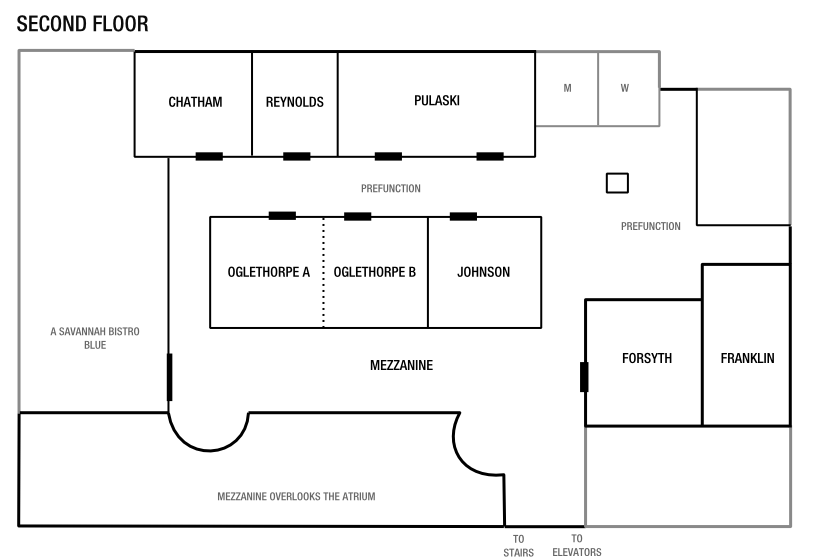 SECOND FLOOR
CHATHAM
REYNOLDS
PULASKI
M
W
PREFUNCTION
PREFUNCTION
OGLETHORPE A
OGLETHORPE B
JOHNSON
A SAVANNAH BISTRO
BLUE
MEZZANINE
FORSYTH
FRANKLIN
MEZZANINE OVERLOOKS THE ATRIUM
TO
STAIRS
TO
ELEVATORS